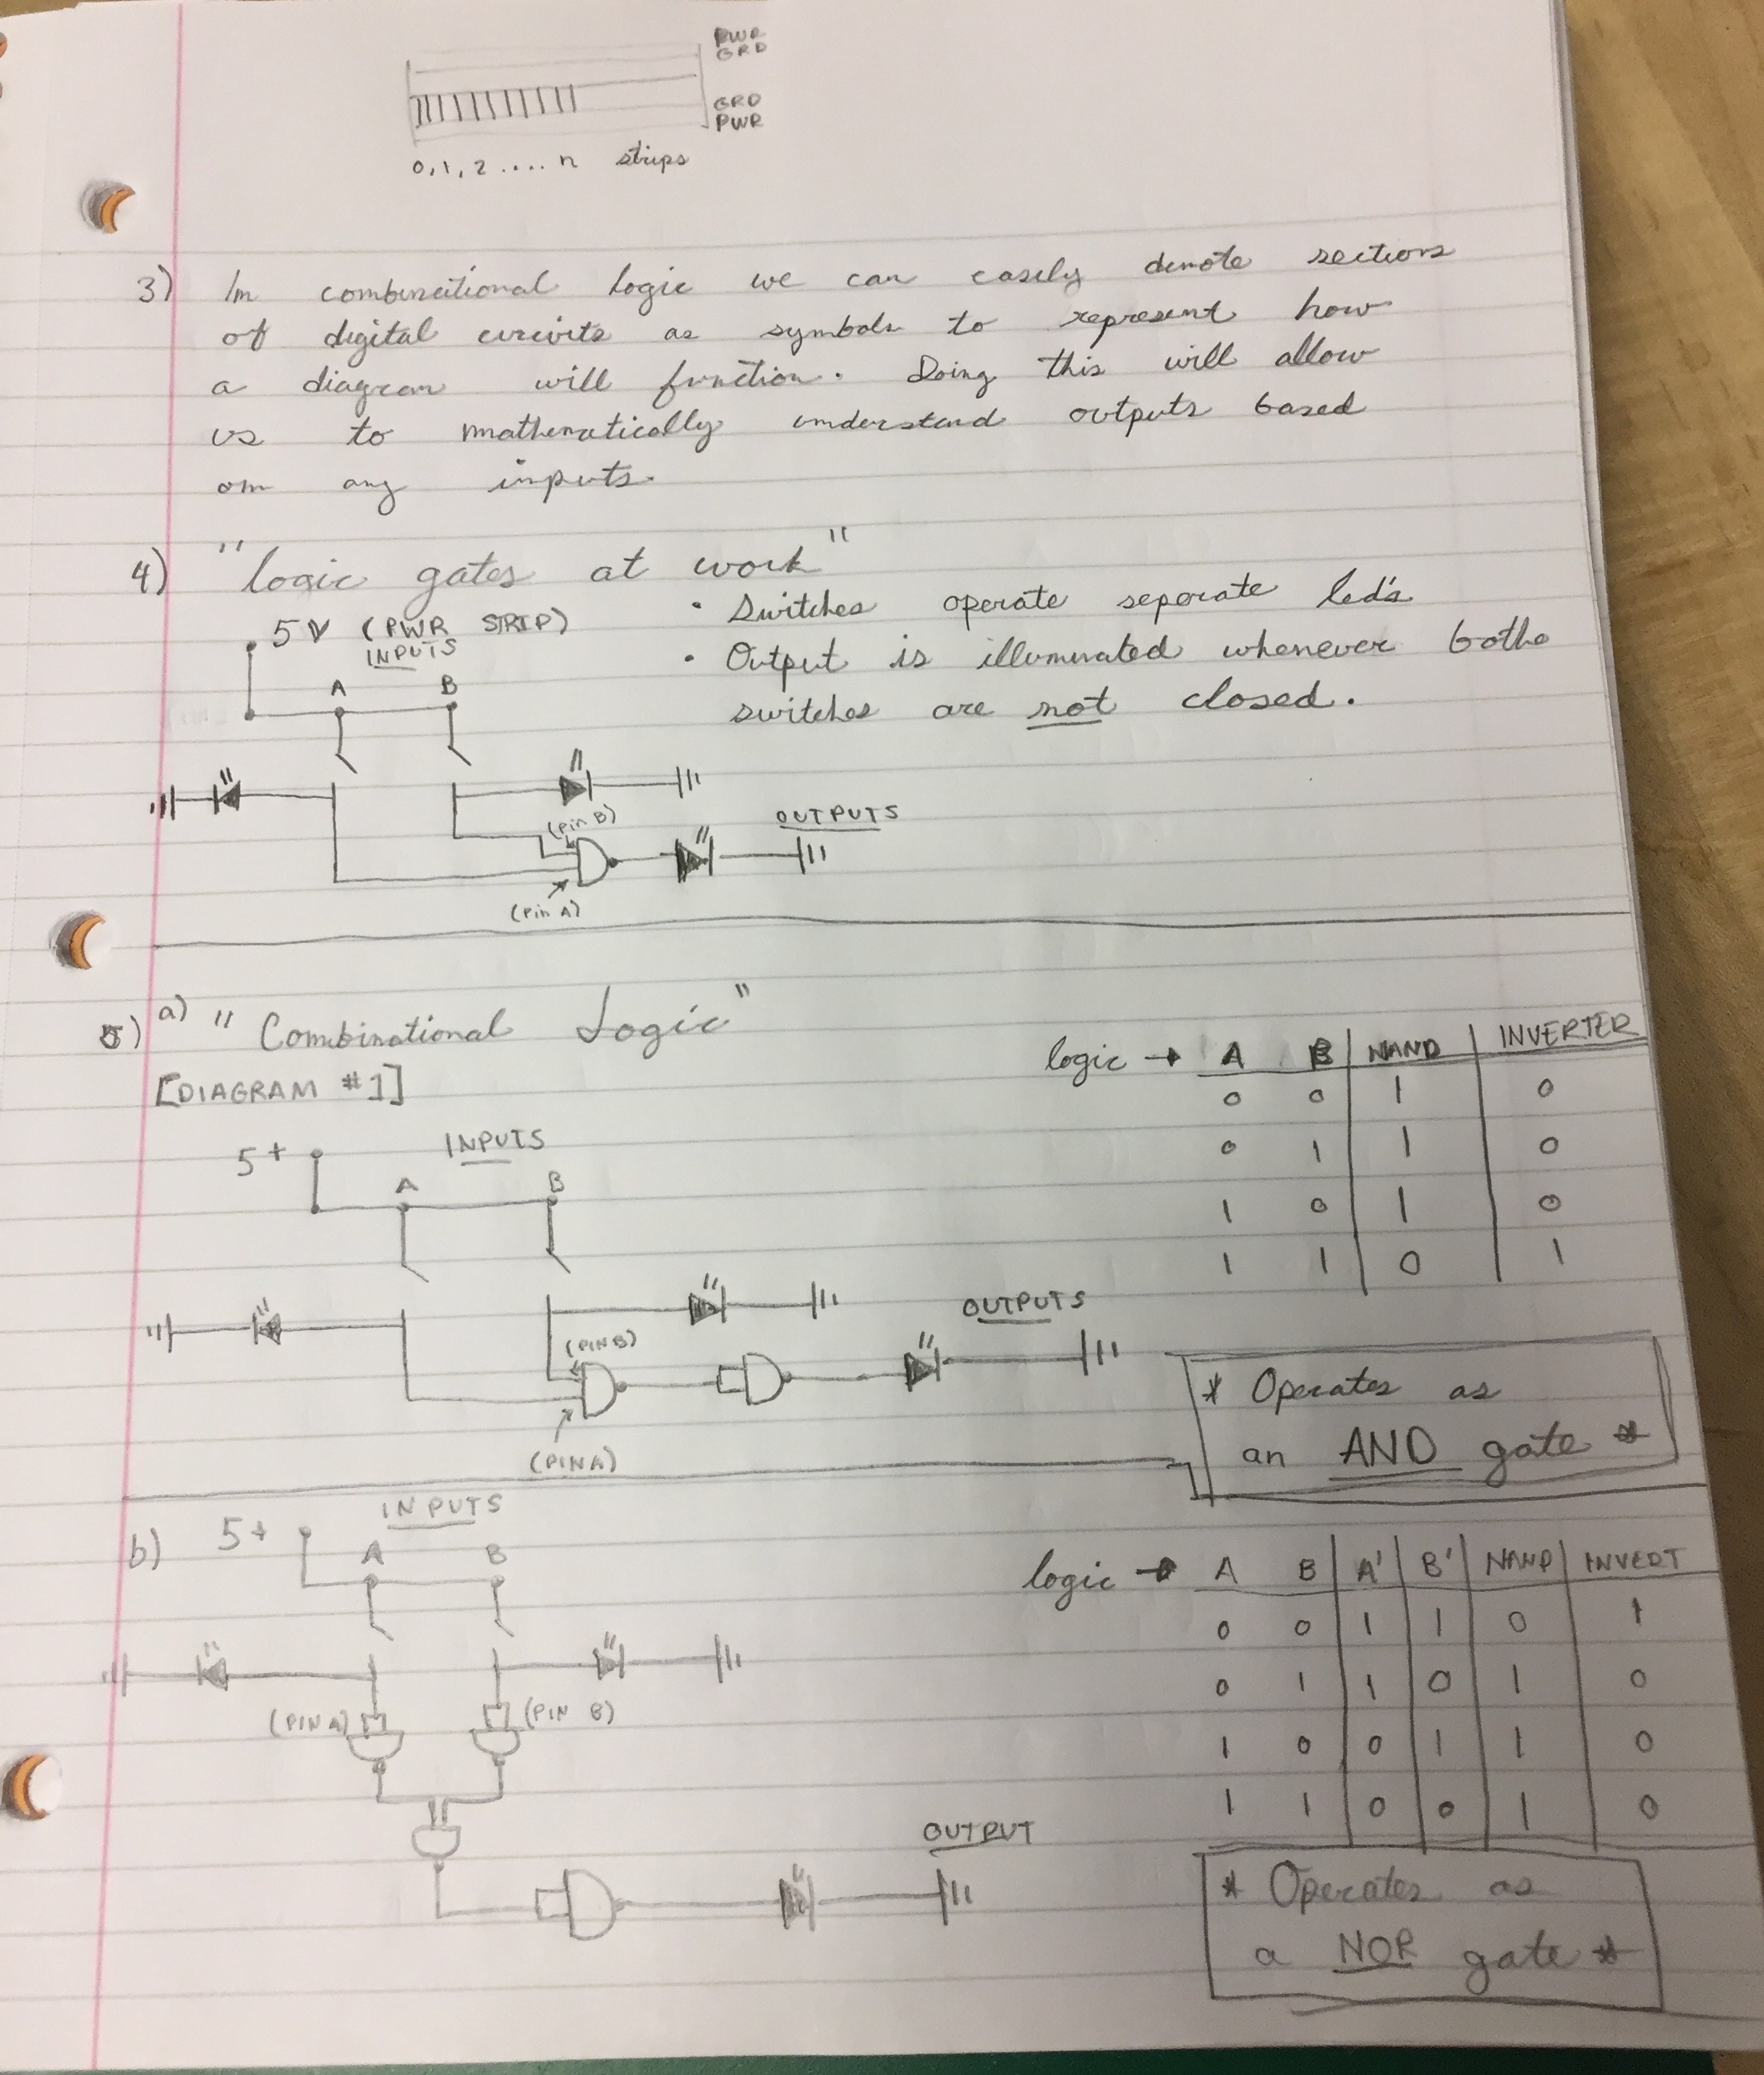 PWR
GRD
GRD
PWR
0, 1, 2 .... n strips
3) In combinational logic we can easily denote sections
of digital circuits as symbols to represent how
a diagram will function. Doing this will allow
us to mathematically understand outputs based
on any inputs.
4) "logic gates at work"
5V (PWR STRIP)
INPUTS
A B
• Switches operate seperate led's
• Output is illuminated whenever bothe
switches are not closed.
(Pin B)
OUTPUTS
(Pin A)
5) a) "Combinational Logic"
[DIAGRAM #1]
logic → A B NAND INVERTER
0 0 1 0
0 1 1 0
1 0 1 0
1 1 0 1
5+ INPUTS
A B
(PIN B)
OUTPUTS
(PIN A)
* Operates as
an AND gate *
b) 5+ INPUTS
A B
(PIN A) (PIN B)
OUTPUT
logic → A B A' B' NAND INVERT
0 0 1 1 0 1
0 1 1 0 1 0
1 0 0 1 1 0
1 1 0 0 1 0
* Operates as
a NOR gate *